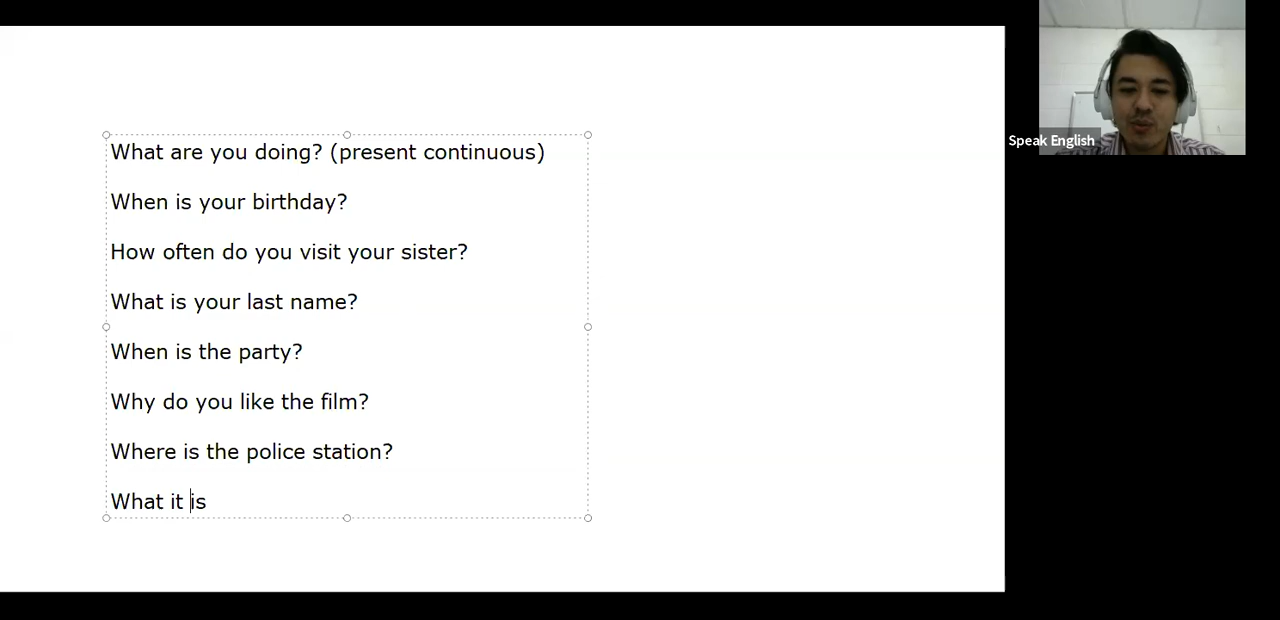 What are you doing? (present continuous)
When is your birthday?
How often do you visit your sister?
What is your last name?
When is the party?
Why do you like the film?
Where is the police station?
What it is
Speak English